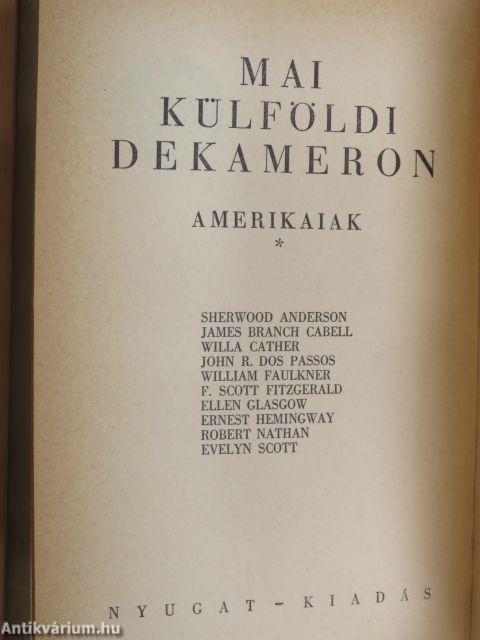 MAI
KÜLFÖLDI
DEKAMERON
AMERIKAIAK
*
SHERWOOD ANDERSON
JAMES BRANCH CABELL
WILLA CATHER
JOHN R. DOS PASSOS
WILLIAM FAULKNER
F. SCOTT FITZGERALD
ELLEN GLASGOW
ERNEST HEMINGWAY
ROBERT NATHAN
EVELYN SCOTT
NYUGAT-KIADÁS
Antikvárium.hu